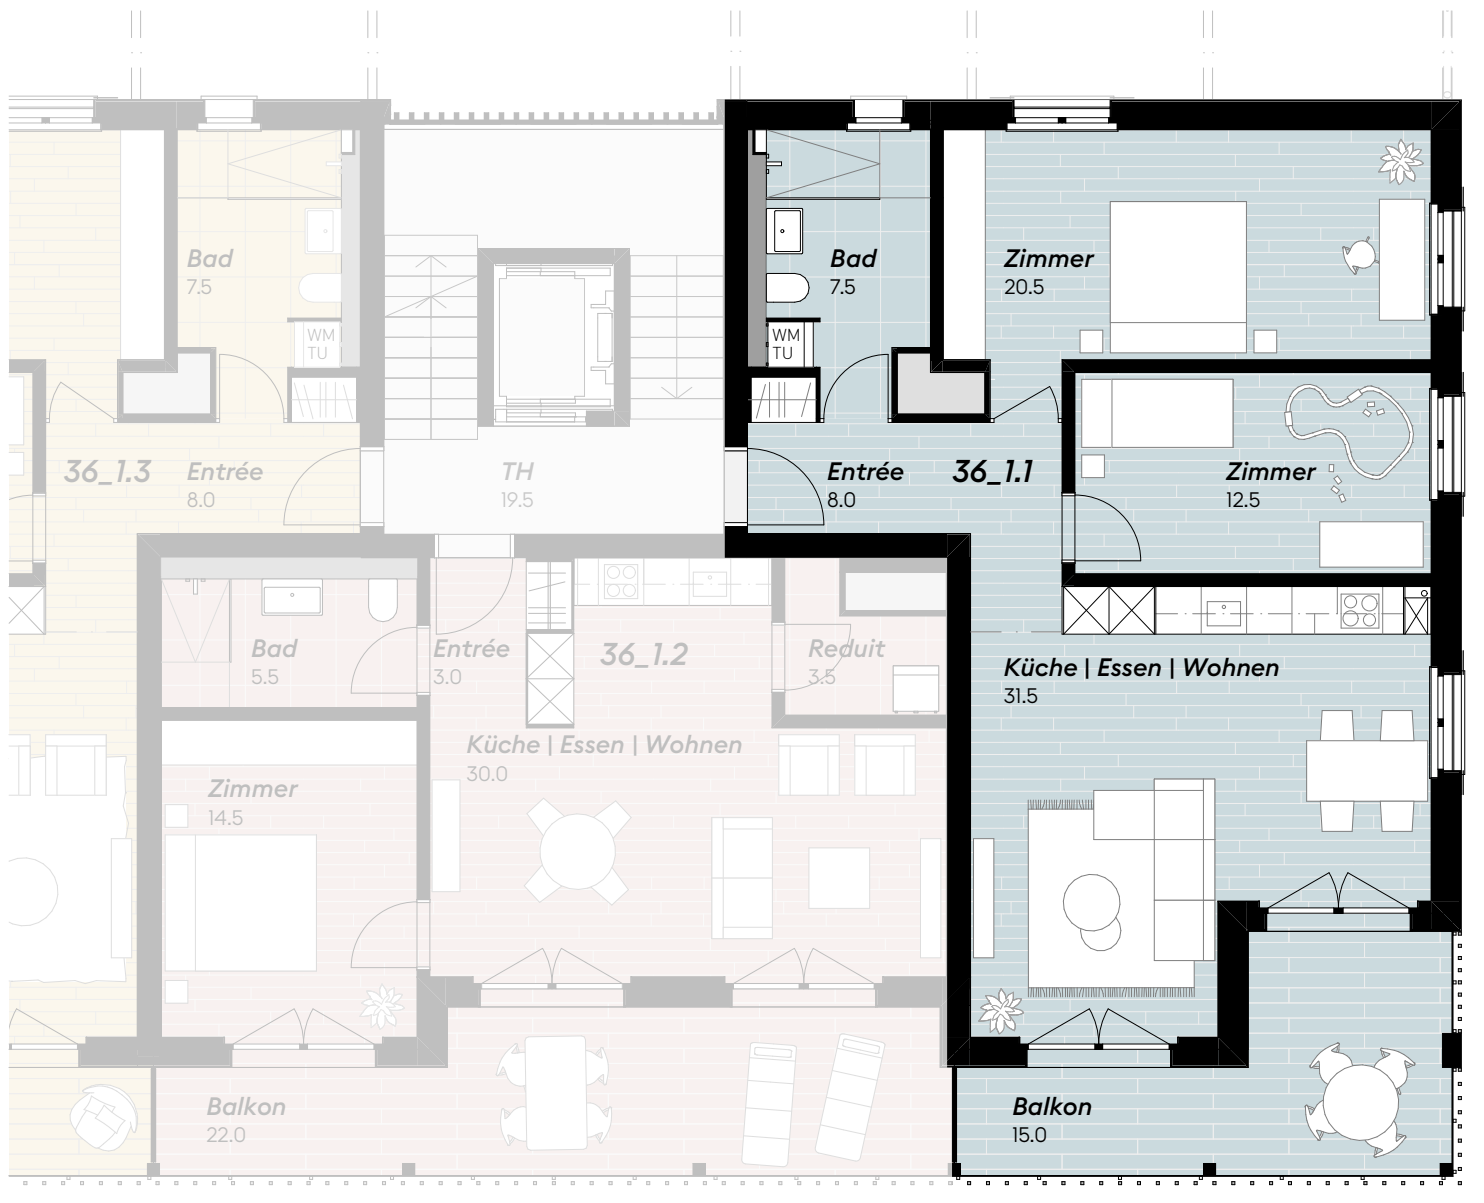 Bad
7.5
WM
TU
36_1.3
Entrée
8.0
TH
19.5
Bad
7.5
WM
TU
Zimmer
20.5
Entrée
8.0
36_1.1
Zimmer
12.5
Bad
5.5
Entrée
3.0
36_1.2
Reduit
3.5
Küche | Essen | Wohnen
30.0
Zimmer
14.5
Küche | Essen | Wohnen
31.5
Balkon
22.0
Balkon
15.0